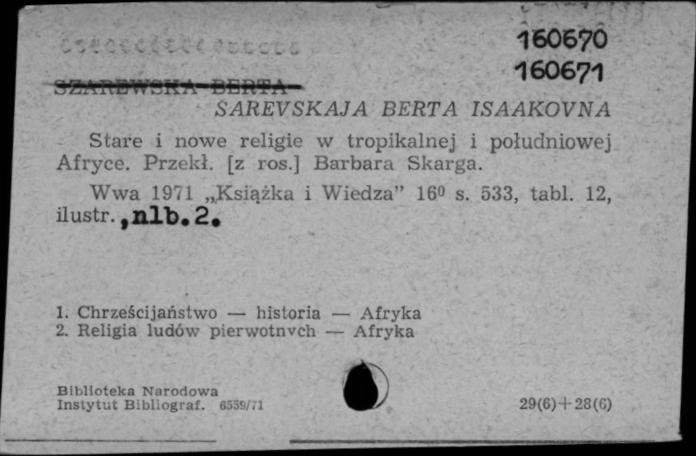 160670
160671
SZAREWSKA BERTA
SAREVSKAJA BERTA ISAAKOVNA
Stare i nowe religie w tropikalnej i południowej
Afryce. Przekł. [z ros.] Barbara Skarga.
Wwa 1971 „Książka i Wiedza” 16⁰ s. 533, tabl. 12,
ilustr., nlb. 2.
1. Chrześcijaństwo — historia — Afryka
2. Religia ludów pierwotnych — Afryka
Biblioteka Narodowa
Instytut Bibliograf. 6559/71
29(6)+28(6)